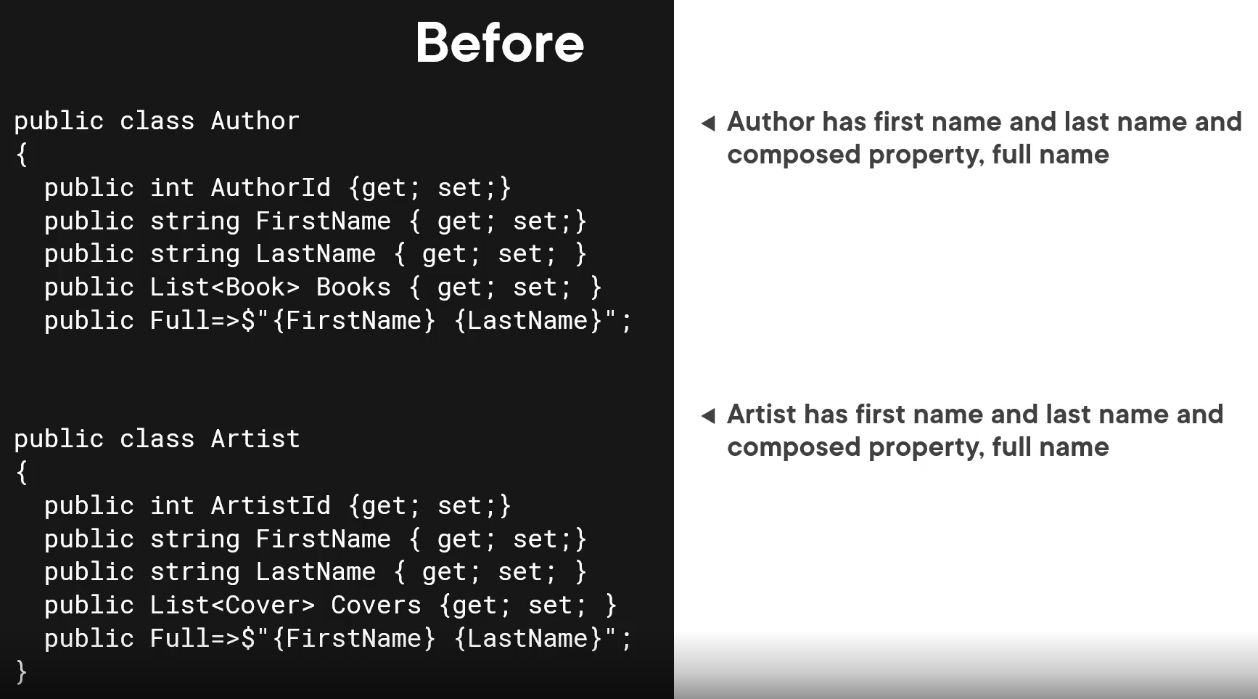 Before
public class Author
{
  public int AuthorId {get; set;}
  public string FirstName { get; set;}
  public string LastName { get; set; }
  public List<Book> Books { get; set; }
  public Full=>$"{FirstName} {LastName}";
public class Artist
{
  public int ArtistId {get; set;}
  public string FirstName { get; set;}
  public string LastName { get; set; }
  public List<Cover> Covers {get; set; }
  public Full=>$"{FirstName} {LastName}";
}
Author has first name and last name and
composed property, full name
Artist has first name and last name and
composed property, full name